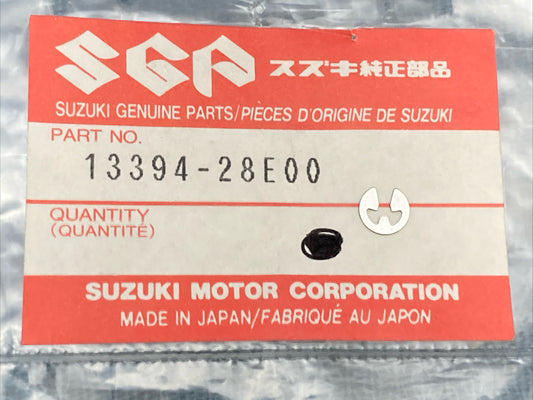 SGP スズキ純正部品
SUZUKI GENUINE PARTS/PIÈCES D'ORIGINE DE SUZUKI
PART NO.
13394-28E00
QUANTITY
(QUANTITÉ)
SUZUKI MOTOR CORPORATION
MADE IN JAPAN/FABRIQUÉ AU JAPON